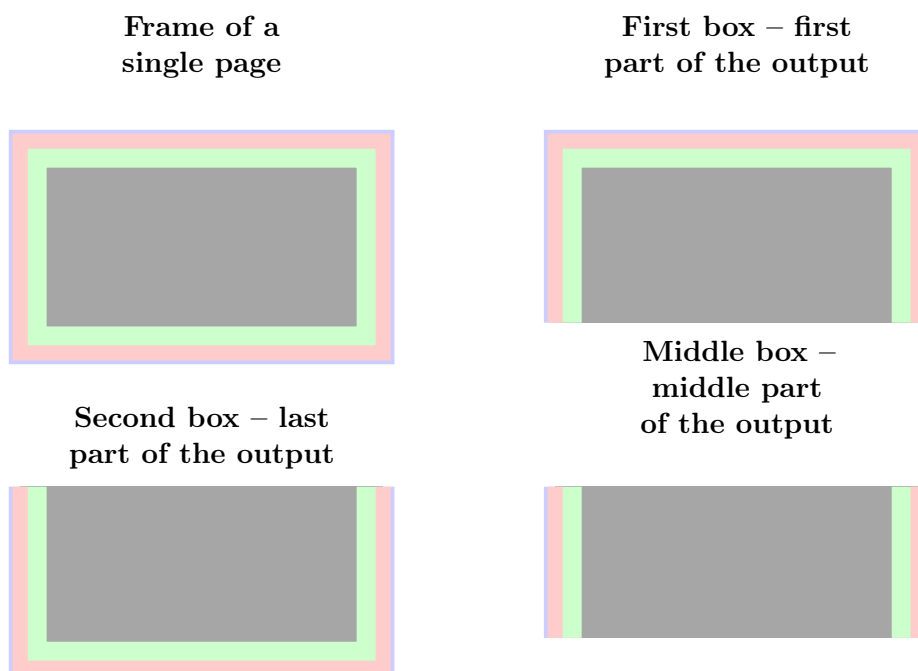 Frame of a
single page
First box – first
part of the output
Second box – last
part of the output
Middle box –
middle part
of the output